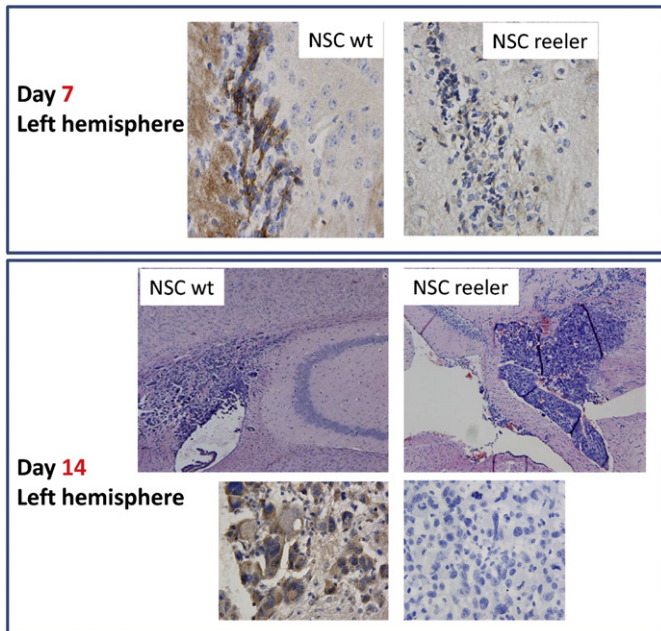 NSC wt
NSC reeler
Day 7
Left hemisphere
NSC wt
NSC reeler
Day 14
Left hemisphere